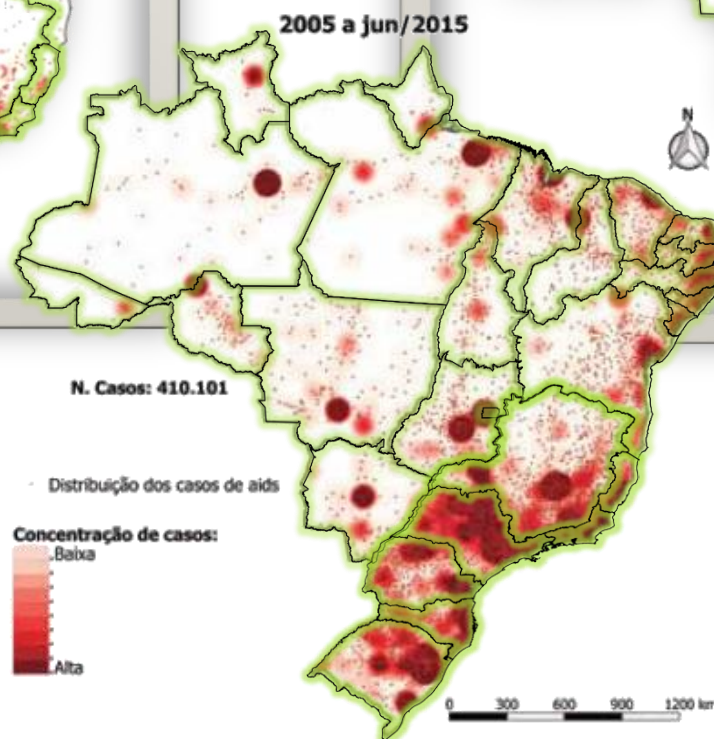 2005 a jun/2015
N
N. Casos: 410.101
Distribuição dos casos de aids
Concentração de casos:
Baixa
Alta
0 300 600 900 1200 km